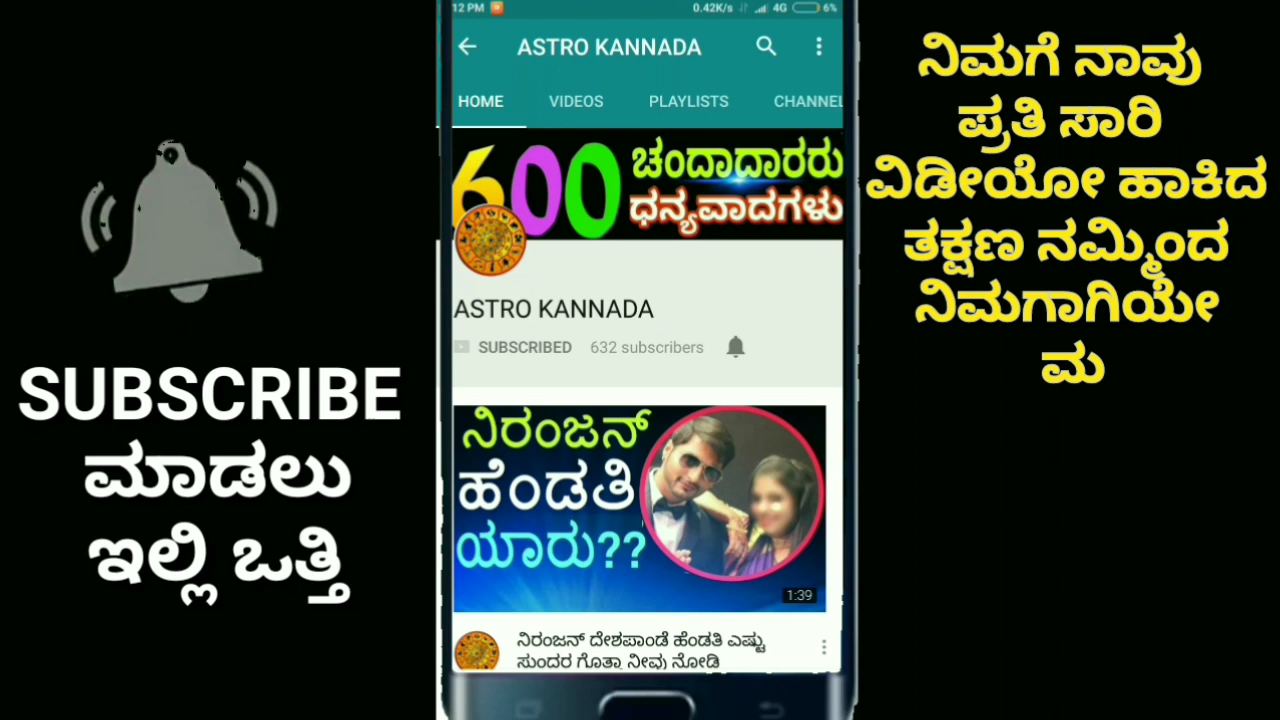 SUBSCRIBE
ಮಾಡಲು
ಇಲ್ಲಿ ಒತ್ತಿ
12 PM
0.42K/s
4G
6%
ASTRO KANNADA
HOME
VIDEOS
PLAYLISTS
CHANNEL
600
ಚಂದಾದಾರರು
ಧನ್ಯವಾದಗಳು
ASTRO KANNADA
SUBSCRIBED 632 subscribers
ನಿರಂಜನ್
ಹೆಂಡತಿ
ಯಾರು??
1:39
ನಿರಂಜನ್ ದೇಶಪಾಂಡೆ ಹೆಂಡತಿ ಎಷ್ಟು
ಸುಂದರ ಗೊತ್ತಾ ನೀವು ನೋಡಿ
ನಿಮಗೆ ನಾವು
ಪ್ರತಿ ಸಾರಿ
ವಿಡೀಯೋ ಹಾಕಿದ
ತಕ್ಷಣ ನಮ್ಮಿಂದ
ನಿಮಗಾಗಿಯೇ
ಮ